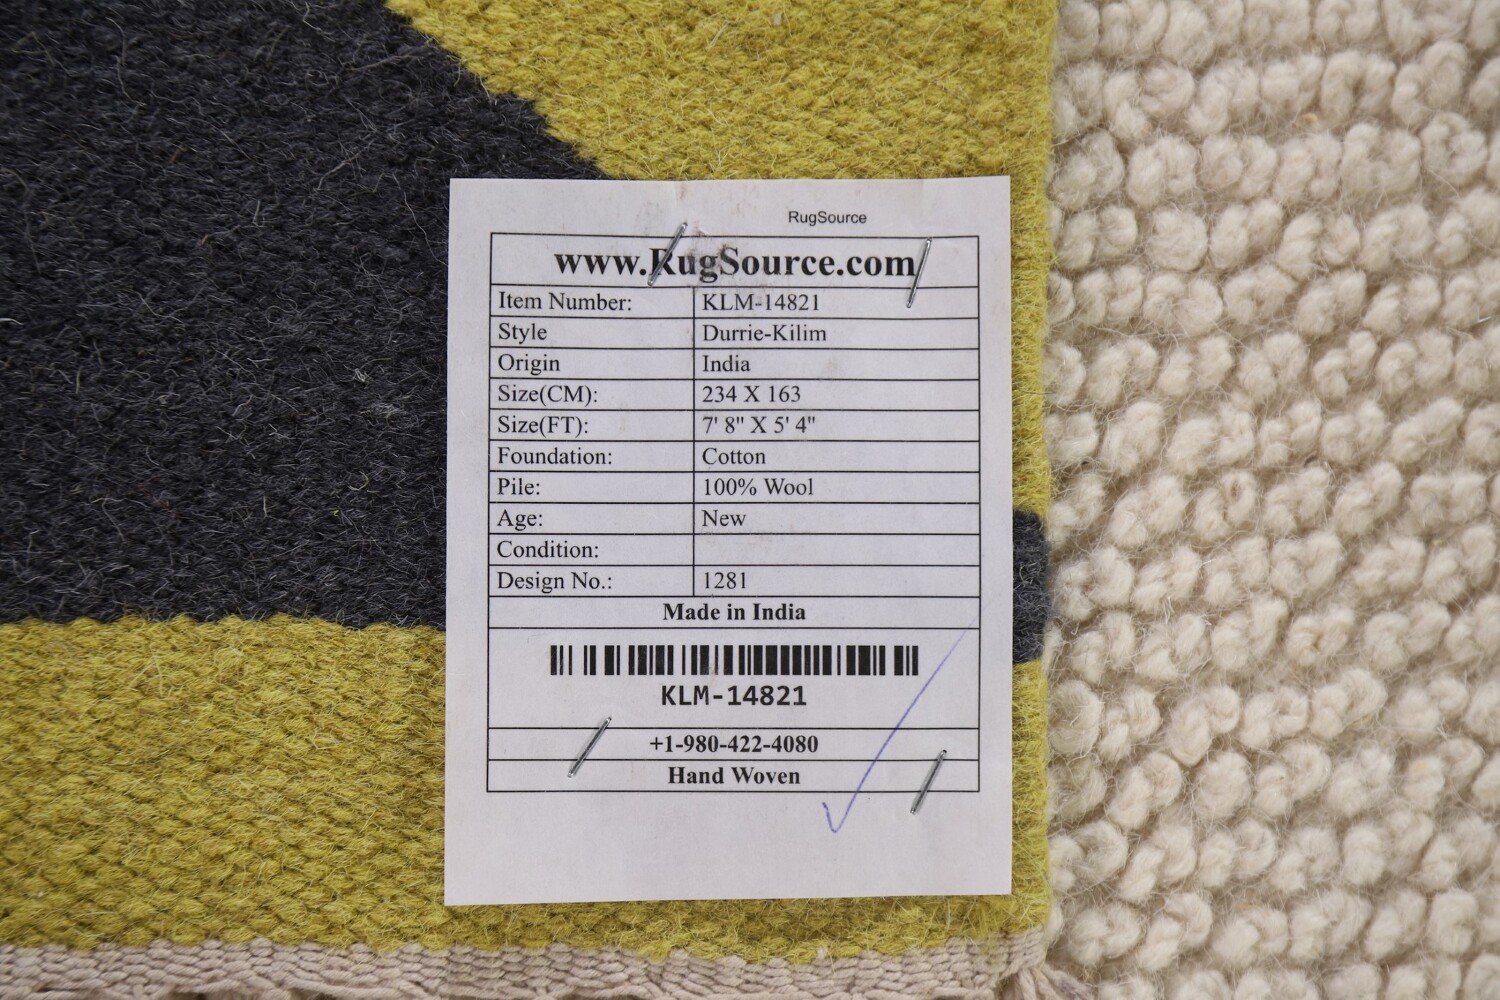 RugSource
www.RugSource.com
Item Number: KLM-14821
Style Durrie-Kilim
Origin India
Size(CM): 234 X 163
Size(FT): 7' 8" X 5' 4"
Foundation: Cotton
Pile: 100% Wool
Age: New
Condition:
Design No.: 1281
Made in India
KLM-14821
+1-980-422-4080
Hand Woven